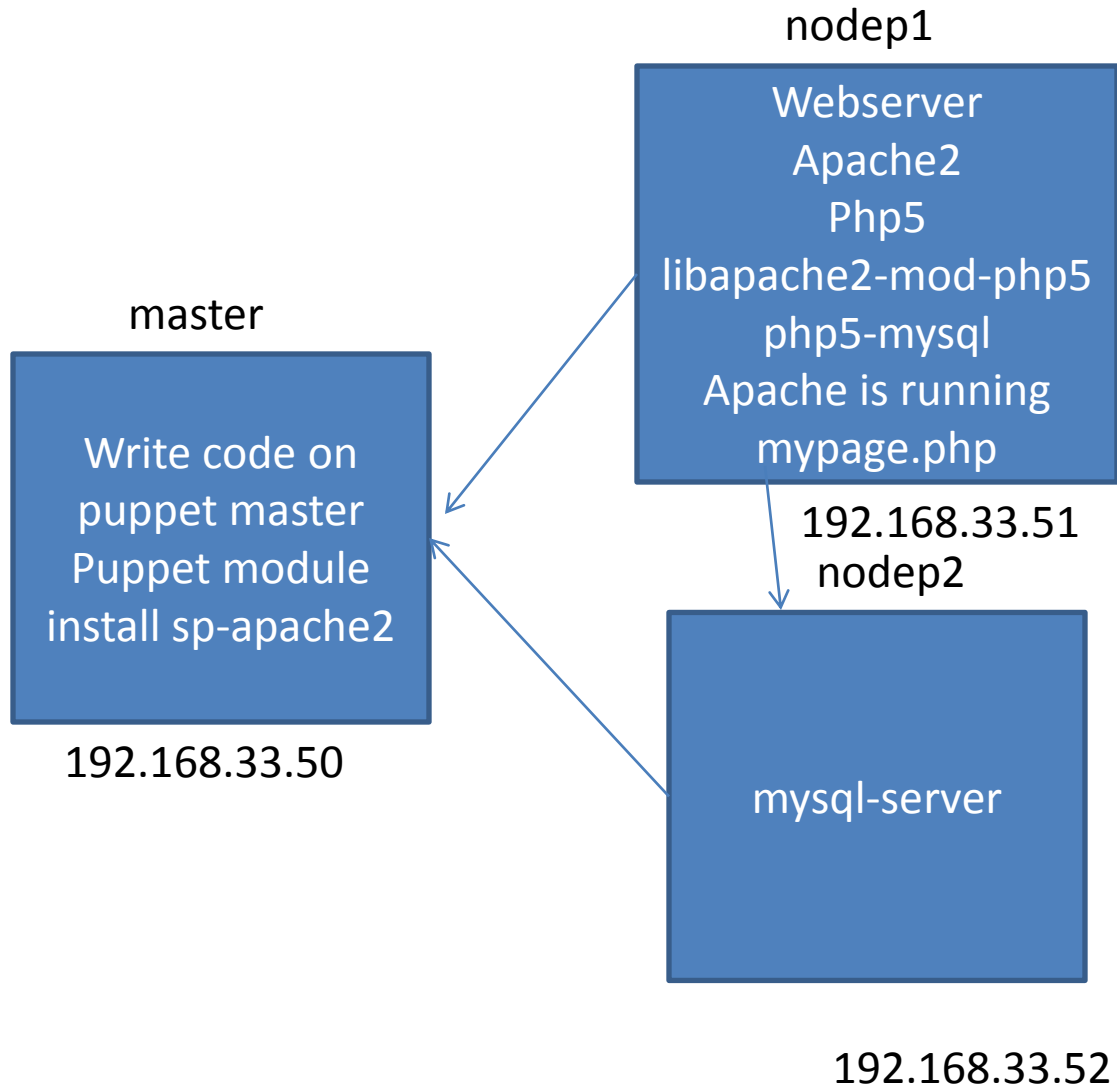 nodep1
Webserver
Apache2
Php5
libapache2-mod-php5
php5-mysql
Apache is running
mypage.php
192.168.33.51
master
Write code on
puppet master
Puppet module
install sp-apache2
192.168.33.50
nodep2
mysql-server
192.168.33.52